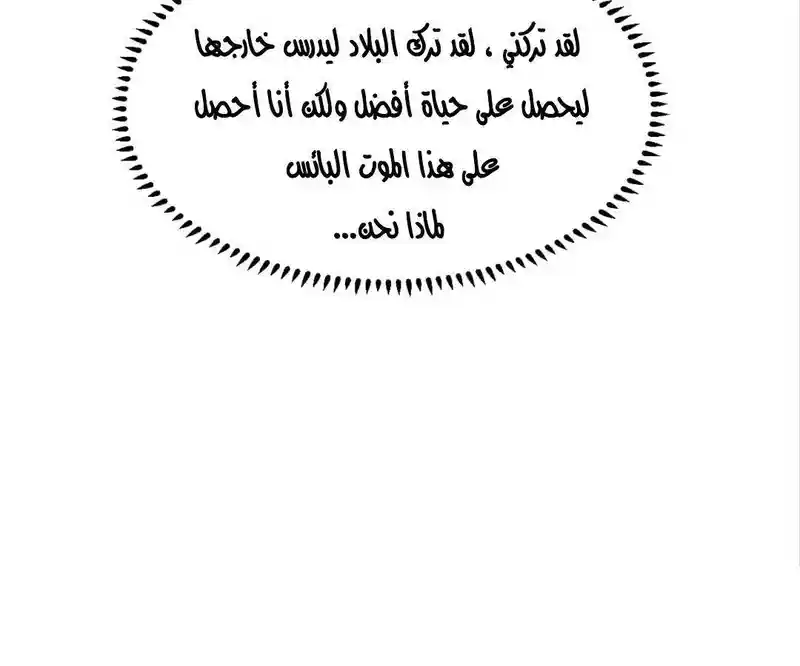 لقد تركني ، لقد ترك البلاد ليدرس خارجها
ليحصل على حياة أفضل ولكن أنا أحصل
على هذا الموت البائس
لماذا نحن...